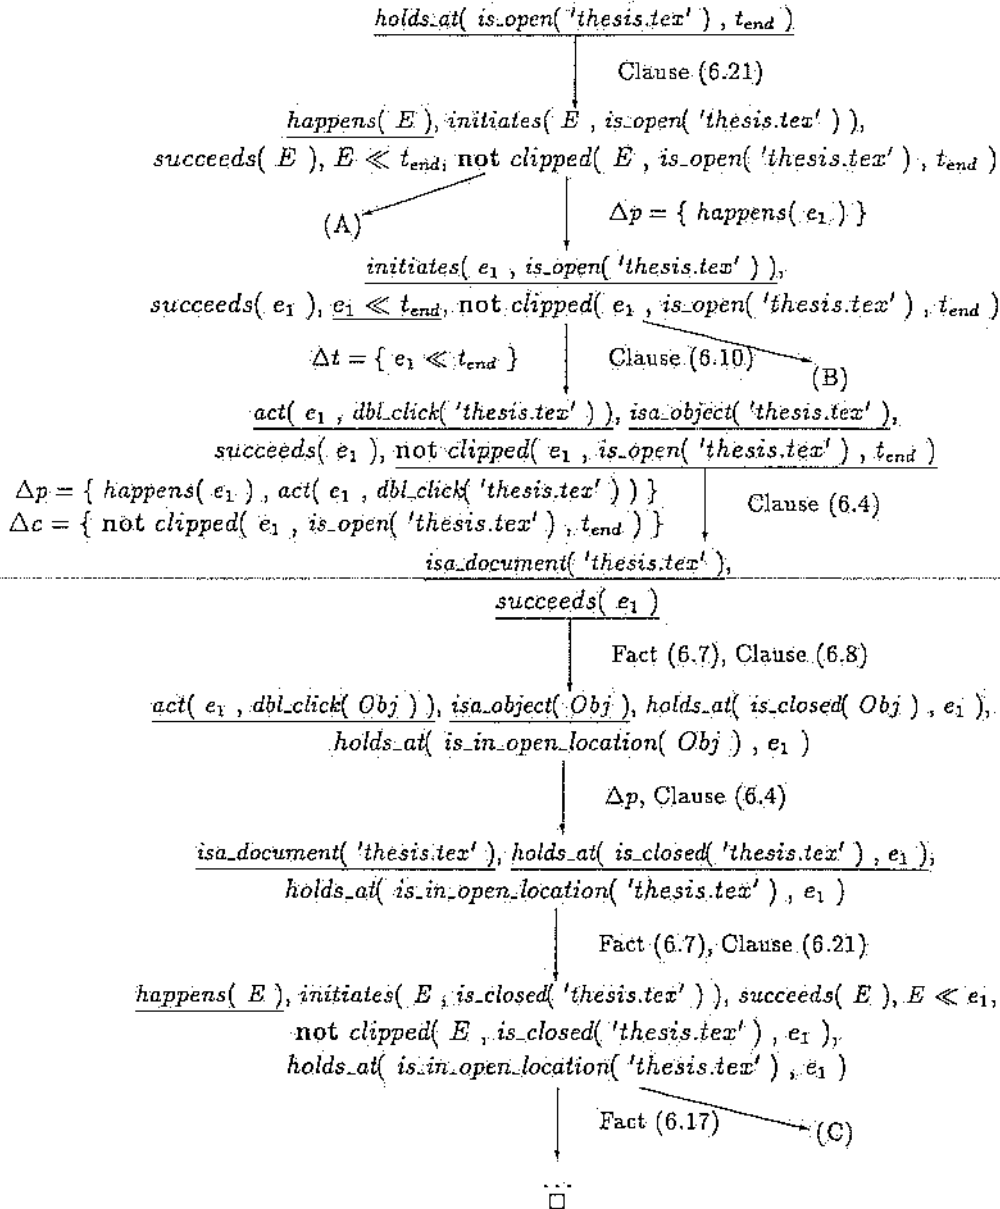 holds_at( is_open( 'thesis.tex' ) , t_end )
Clause (6.21)
happens( E ), initiates( E , is_open( 'thesis.tex' ) ),
succeeds( E ), E ≪ t_end, not clipped( E , is_open( 'thesis.tex' ) , t_end )
(A)
Δp = { happens( e₁ ) }
initiates( e₁ , is_open( 'thesis.tex' ) ),
succeeds( e₁ ), e₁ ≪ t_end, not clipped( e₁ , is_open( 'thesis.tex' ) , t_end )
Δt = { e₁ ≪ t_end }
Clause (6.10)
(B)
act( e₁ , dbl_click( 'thesis.tex' ) ), isa_object( 'thesis.tex' ),
succeeds( e₁ ), not clipped( e₁ , is_open( 'thesis.tex' ) , t_end )
Δp = { happens( e₁ ) , act( e₁ , dbl_click( 'thesis.tex' ) ) }
Clause (6.4)
Δc = { not clipped( e₁ , is_open( 'thesis.tex' ) , t_end ) }
isa_document( 'thesis.tex' ),
succeeds( e₁ )
Fact (6.7), Clause (6.8)
act( e₁ , dbl_click( Obj ) ), isa_object( Obj ), holds_at( is_closed( Obj ) , e₁ ),
holds_at( is_in_open_location( Obj ) , e₁ )
Δp, Clause (6.4)
isa_document( 'thesis.tex' ), holds_at( is_closed( 'thesis.tex' ) , e₁ ),
holds_at( is_in_open_location( 'thesis.tex' ) , e₁ )
Fact (6.7), Clause (6.21)
happens( E ), initiates( E , is_closed( 'thesis.tex' ) ), succeeds( E ), E ≪ e₁,
not clipped( E , is_closed( 'thesis.tex' ) , e₁ ),
holds_at( is_in_open_location( 'thesis.tex' ) , e₁ )
Fact (6.17)
(C)
...
□